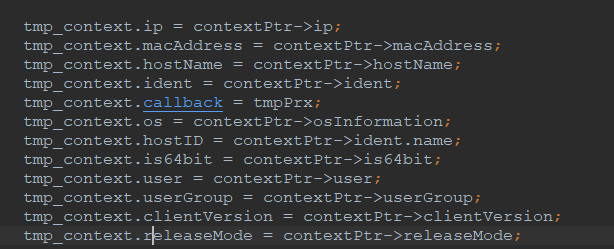 tmp_context.ip = contextPtr->ip;
tmp_context.macAddress = contextPtr->macAddress;
tmp_context.hostName = contextPtr->hostName;
tmp_context.ident = contextPtr->ident;
tmp_context.callback = tmpPrx;
tmp_context.os = contextPtr->osInformation;
tmp_context.hostID = contextPtr->ident.name;
tmp_context.is64bit = contextPtr->is64bit;
tmp_context.user = contextPtr->user;
tmp_context.userGroup = contextPtr->userGroup;
tmp_context.clientVersion = contextPtr->clientVersion;
tmp_context.releaseMode = contextPtr->releaseMode;